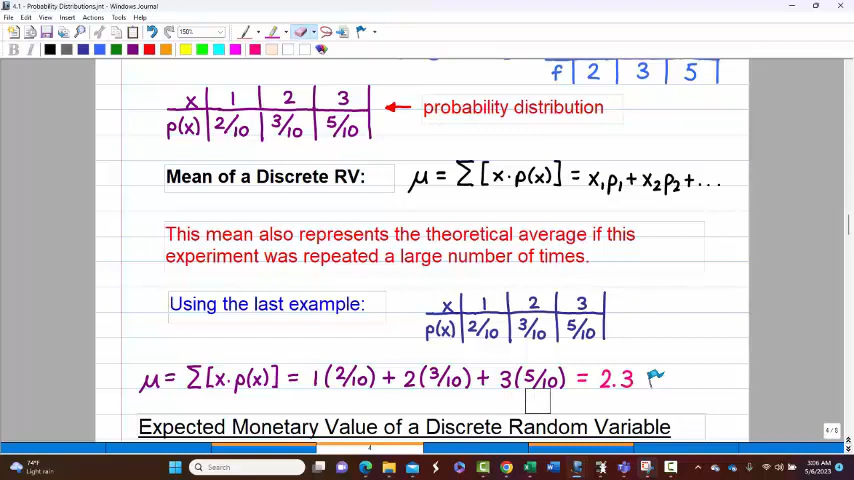 4.1 - Probability Distributions.jnt - Windows Journal
File Edit View Insert Actions Tools Help
150%
B I
f 2 3 5
x 1 2 3
p(x) 2/10 3/10 5/10
probability distribution
Mean of a Discrete RV:
μ = Σ[x·p(x)] = x₁p₁ + x₂p₂ + ...
This mean also represents the theoretical average if this
experiment was repeated a large number of times.
Using the last example:
x 1 2 3
p(x) 2/10 3/10 5/10
μ = Σ[x·p(x)] = 1(2/10) + 2(3/10) + 3(5/10) = 2.3
Expected Monetary Value of a Discrete Random Variable
4
4 / 8
74°F
Light rain
Search
3:06 AM
5/6/2023